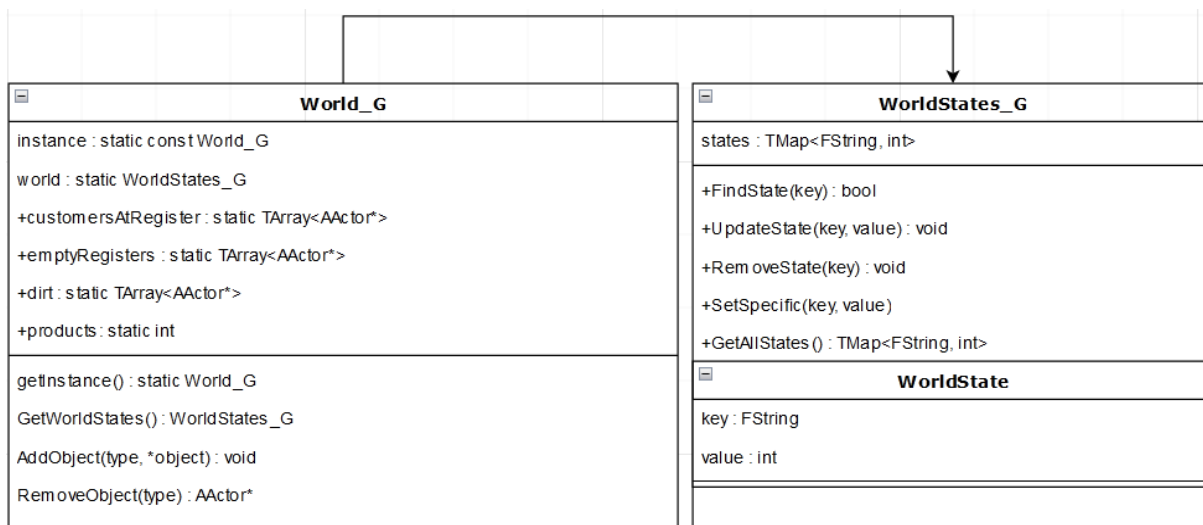 World_G
instance : static const World_G
world : static WorldStates_G
+customersAtRegister : static TArray<AActor*>
+emptyRegisters : static TArray<AActor*>
+dirt : static TArray<AActor*>
+products : static int
getInstance() : static World_G
GetWorldStates() : WorldStates_G
AddObject(type, *object) : void
RemoveObject(type) : AActor*
WorldStates_G
states : TMap<FString, int>
+FindState(key) : bool
+UpdateState(key, value) : void
+RemoveState(key) : void
+SetSpecific(key, value)
+GetAllStates() : TMap<FString, int>
WorldState
key : FString
value : int